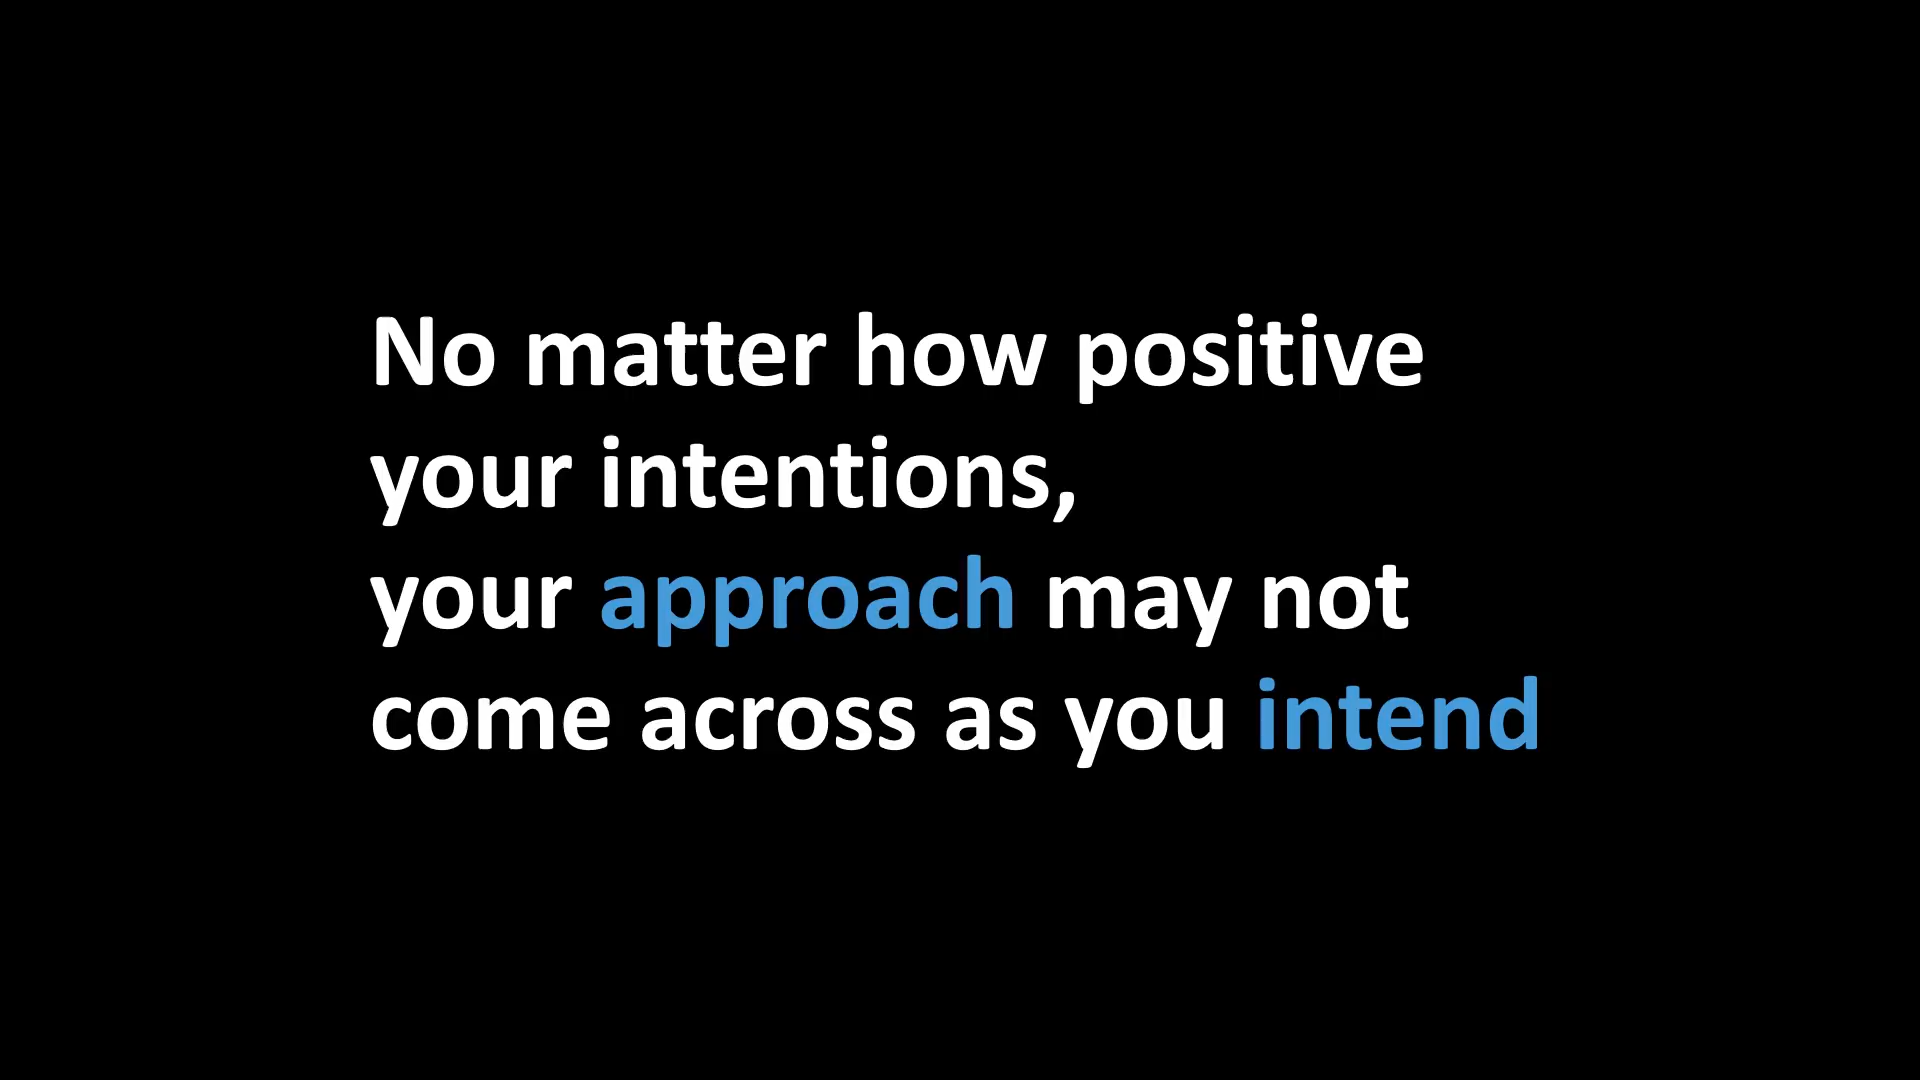 No matter how positive
your intentions,
your approach may not
come across as you intend